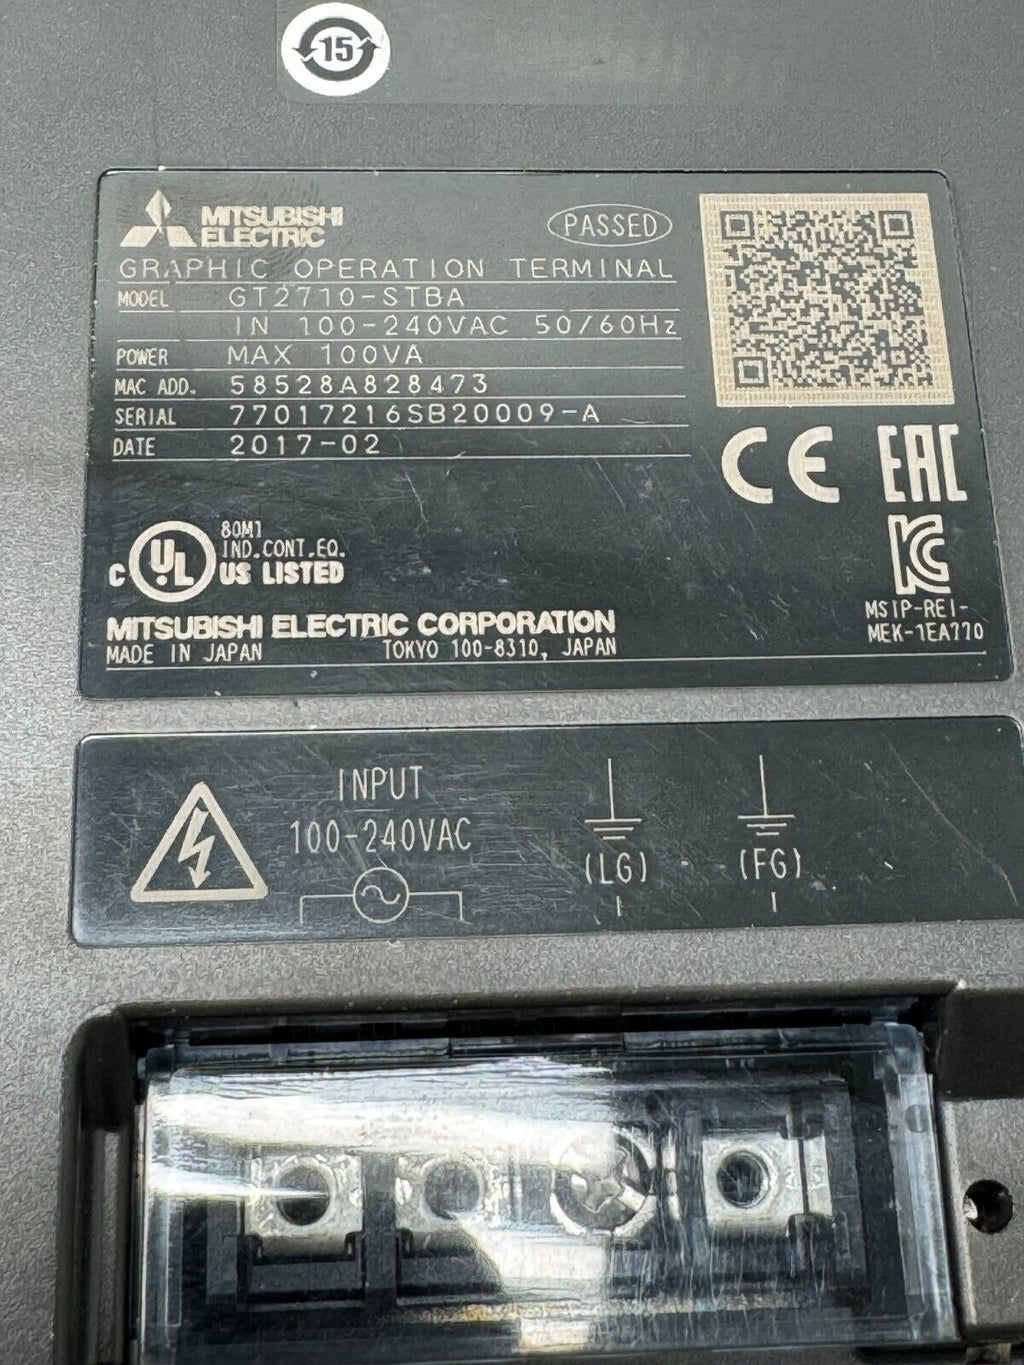 15
MITSUBISHI
ELECTRIC
PASSED
GRAPHIC OPERATION TERMINAL
MODEL GT2710-STBA
IN 100-240VAC 50/60Hz
POWER MAX 100VA
MAC ADD. 58528A828473
SERIAL 77017216SB20009-A
DATE 2017-02
CE EAC
C UL US LISTED
80M1
IND.CONT.EQ.
KC
MSIP-REI-
MEK-1EA770
MITSUBISHI ELECTRIC CORPORATION
MADE IN JAPAN TOKYO 100-8310, JAPAN
INPUT
100-240VAC
(LG) (FG)